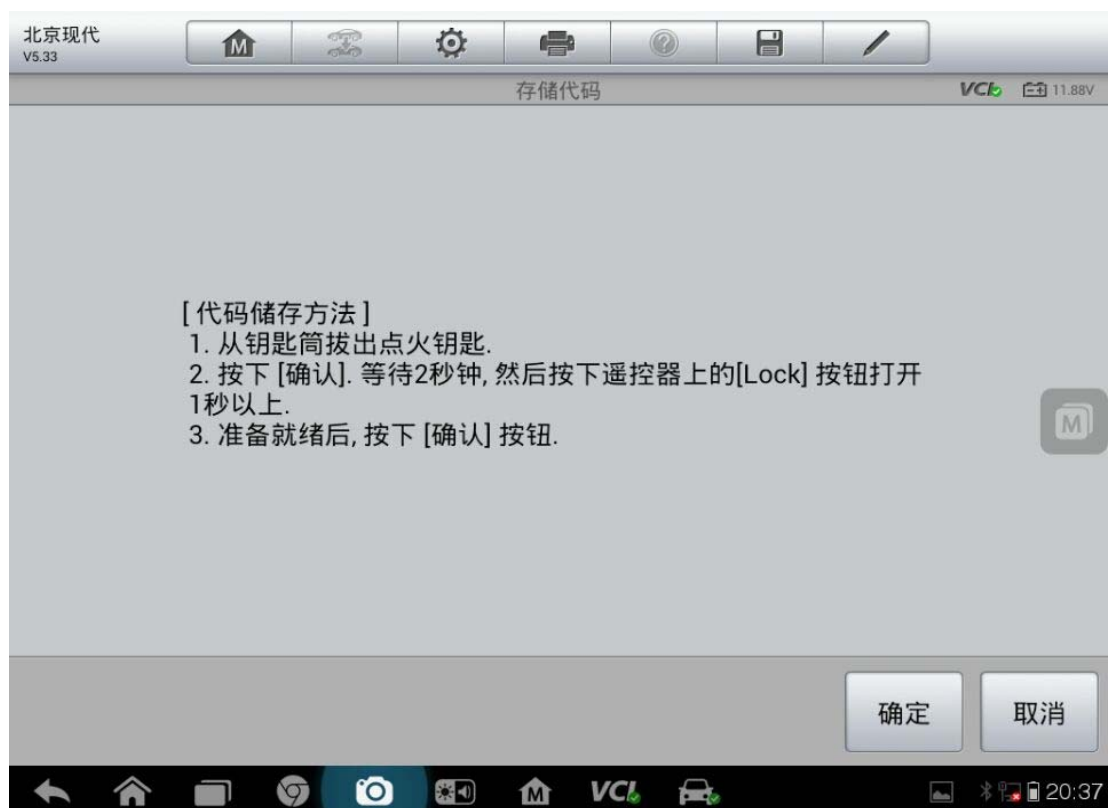 北京现代
V5.33
存储代码
VCI
11.88V
[ 代码储存方法 ]
1. 从钥匙筒拔出点火钥匙.
2. 按下 [确认]. 等待2秒钟, 然后按下遥控器上的[Lock] 按钮打开
1秒以上.
3. 准备就绪后, 按下 [确认] 按钮.
M
确定
取消
VCI
20:37